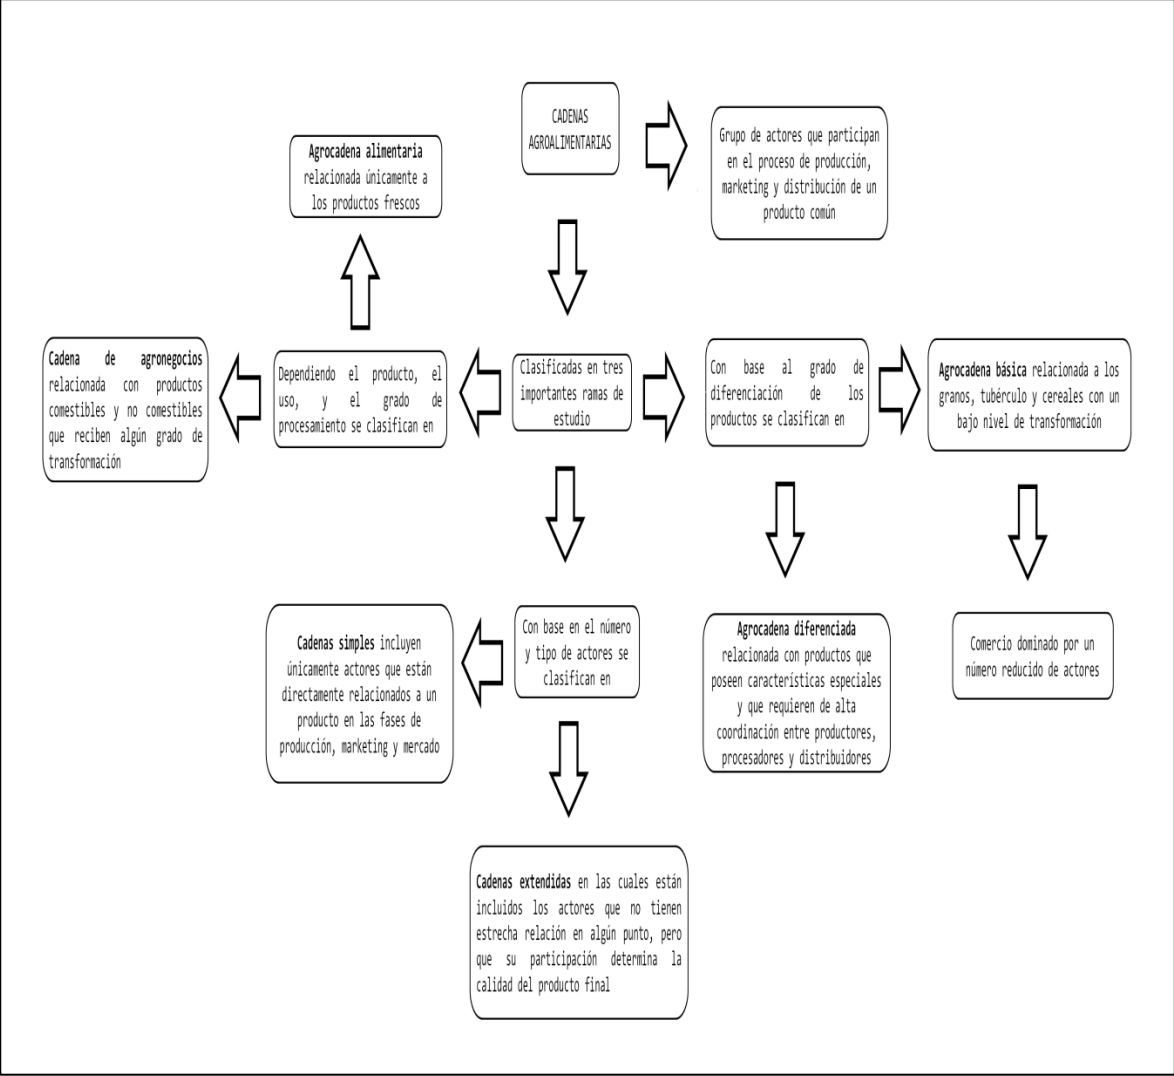 CADENAS
AGROALIMENTARIAS
Grupo de actores que participan
en el proceso de producción,
marketing y distribución de un
producto común
Agrocadena alimentaria
relacionada únicamente a
los productos frescos
Cadena de agronegocios
relacionada con productos
comestibles y no comestibles
que reciben algún grado de
transformación
Dependiendo el producto, el
uso, y el grado de
procesamiento se clasifican en
Clasificadas en tres
importantes ramas de
estudio
Con base al grado de
diferenciación de los
productos se clasifican en
Agrocadena básica relacionada a los
granos, tubérculo y cereales con un
bajo nivel de transformación
Cadenas simples incluyen
únicamente actores que están
directamente relacionados a un
producto en las fases de
producción, marketing y mercado
Con base en el número
y tipo de actores se
clasifican en
Agrocadena diferenciada
relacionada con productos que
poseen características especiales
y que requieren de alta
coordinación entre productores,
procesadores y distribuidores
Comercio dominado por un
número reducido de actores
Cadenas extendidas en las cuales están
incluidos los actores que no tienen
estrecha relación en algún punto, pero
que su participación determina la
calidad del producto final